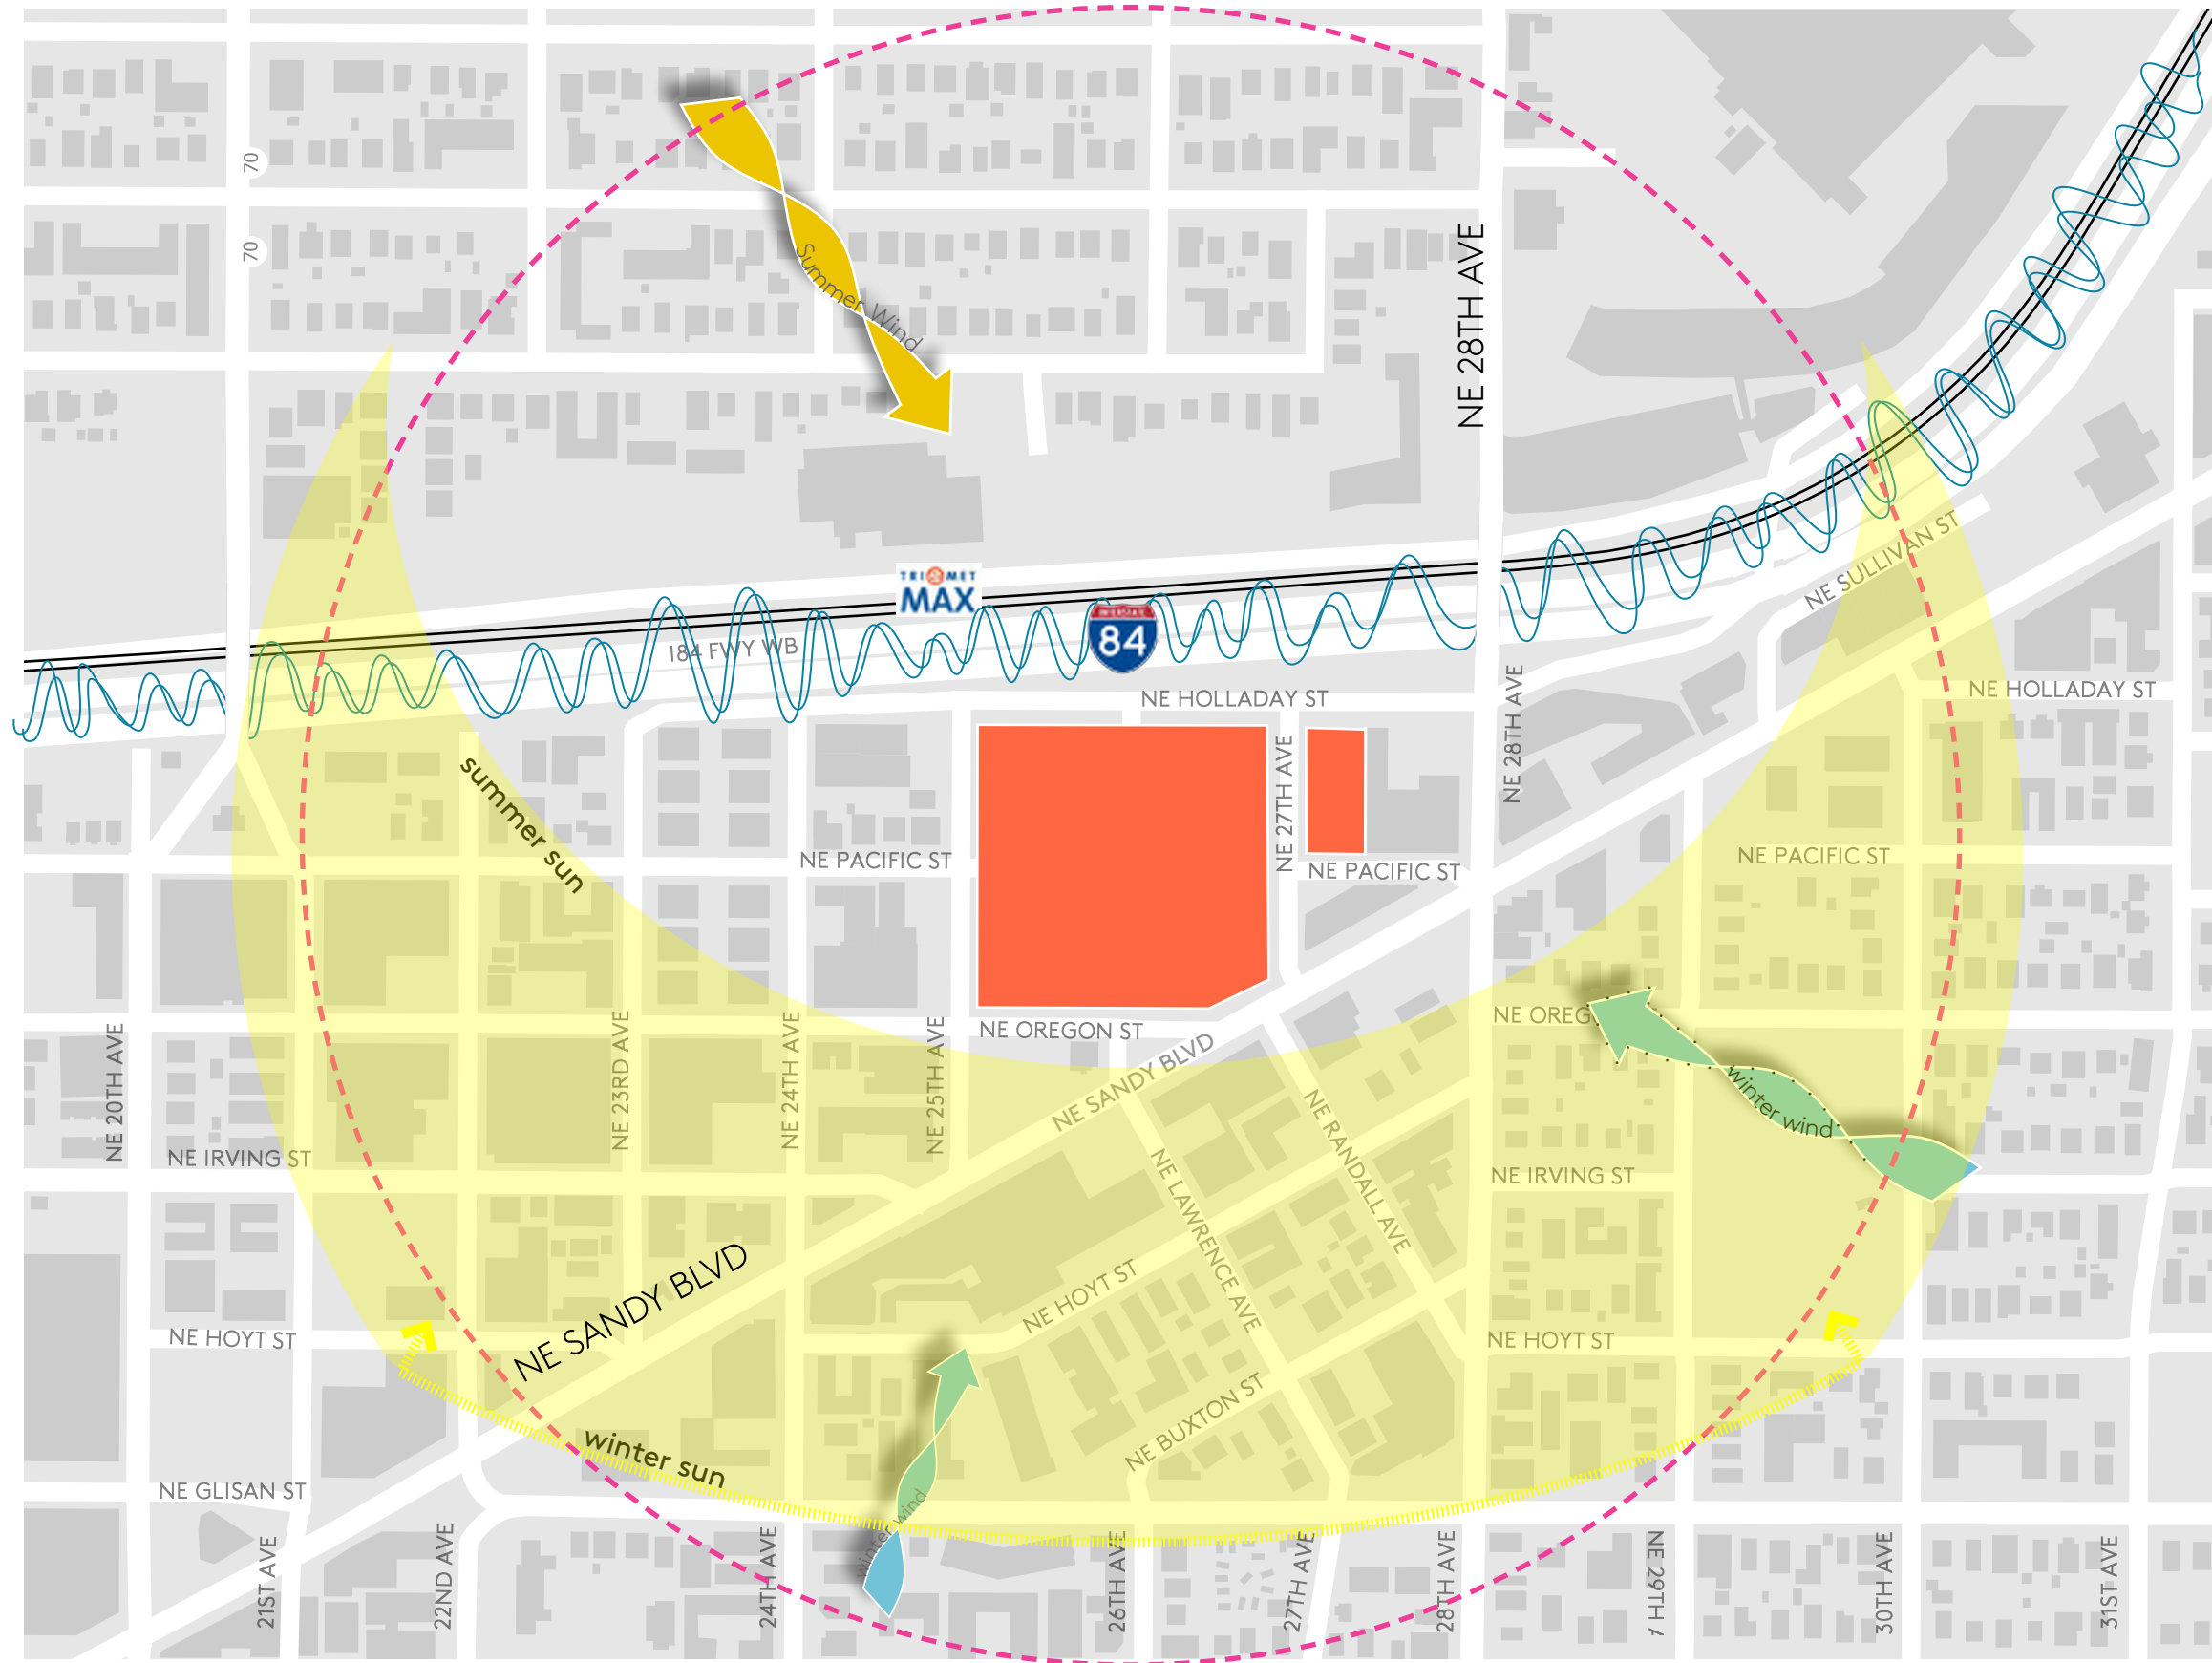 70
70
Summer Wind
NE 28TH AVE
TRI MET
MAX
I84 FWY WB
INTERSTATE
84
NE SULLIVAN ST
NE HOLLADAY ST
NE HOLLADAY ST
NE 28TH AVE
NE 27TH AVE
summer sun
NE PACIFIC ST
NE PACIFIC ST
NE PACIFIC ST
NE OREG
NE OREGON ST
NE SANDY BLVD
NE 20TH AVE
NE 23RD AVE
NE 24TH AVE
NE 25TH AVE
winter wind
NE RANDALL AVE
NE LAWRENCE AVE
NE IRVING ST
NE IRVING ST
NE SANDY BLVD
NE HOYT ST
NE HOYT ST
NE HOYT ST
NE BUXTON ST
winter sun
NE GLISAN ST
winter wind
21ST AVE
22ND AVE
24TH AVE
26TH AVE
27TH AVE
28TH AVE
NE 29TH
30TH AVE
31ST AVE